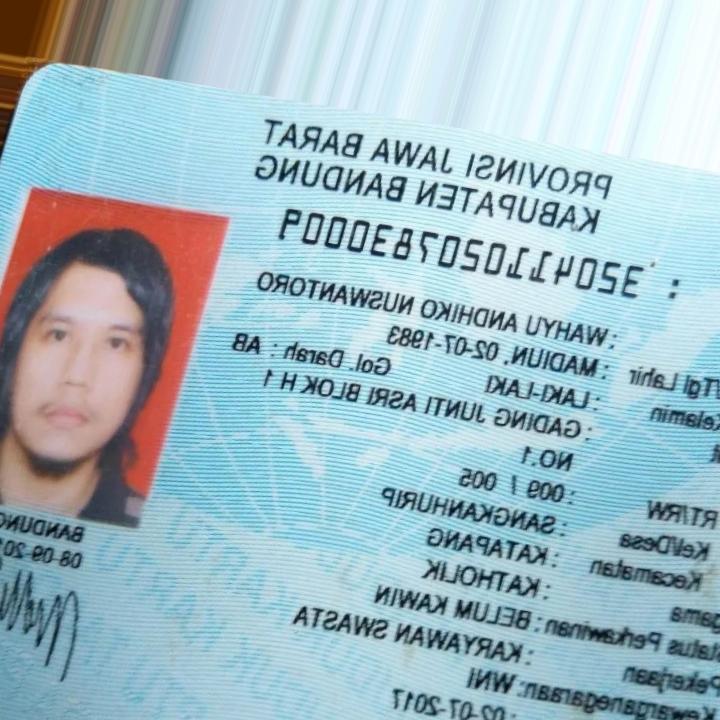 PROVINSI JAWA BARAT
KABUPATEN BANDUNG
: 3204110207830009
: WAHYU ANDHIKO NUSWANTORO
/Tgl Lahir : MADIUN, 02-07-1983
Kelamin : LAKI-LAKI Gol. Darah : AB
: GADING JUNTI ASRI BLOK H 1
NO.1
RT/RW : 009 / 005
Kel/Desa : SANGKANHURIP
Kecamatan : KATAPANG
gama : KATHOLIK
Status Perkawinan: BELUM KAWIN
Pekerjaan : KARYAWAN SWASTA
Kewarganegaraan: WNI
: 02-07-2017
BANDUNG
08-09-201